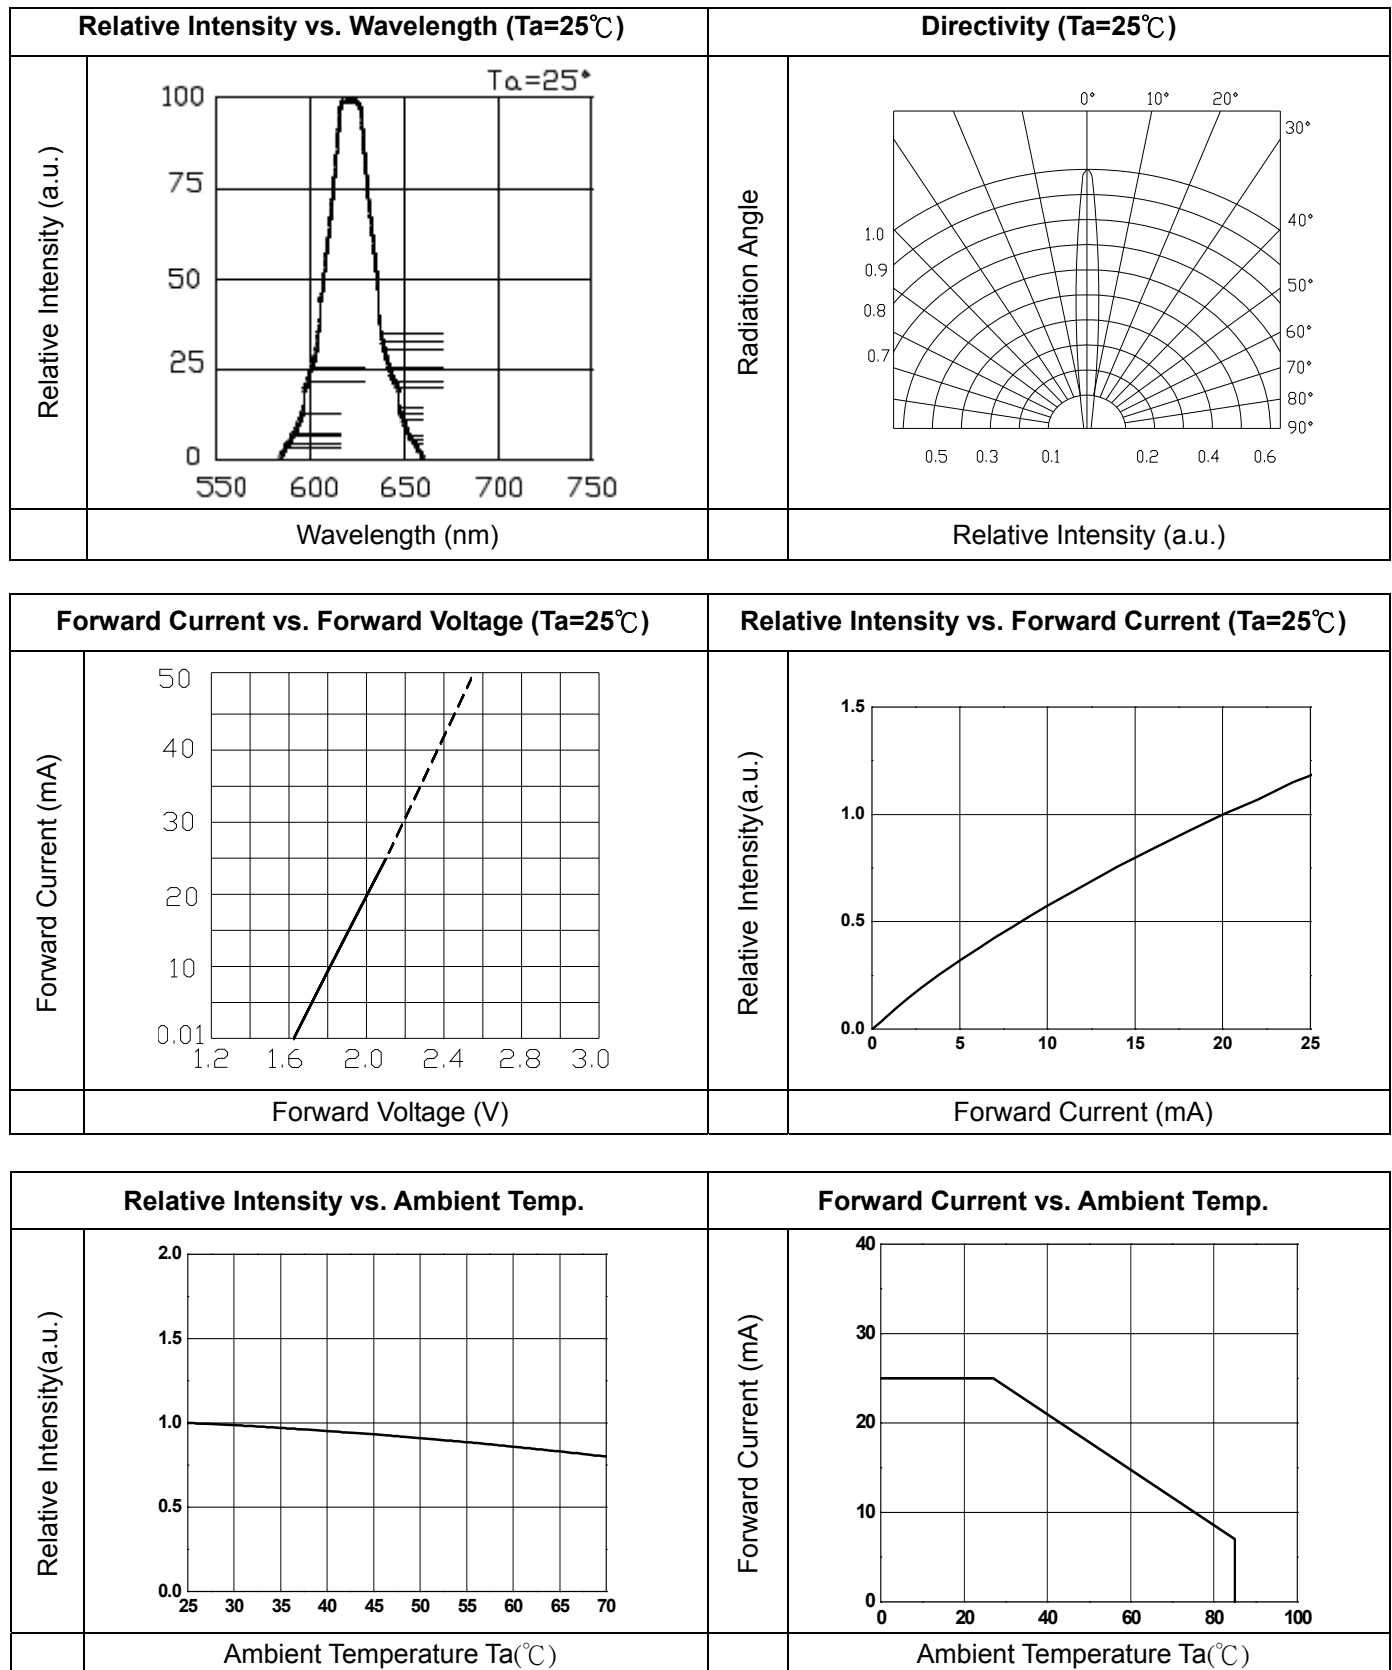 Relative Intensity vs. Wavelength (Ta=25℃)
Directivity (Ta=25℃)
Relative Intensity (a.u.)
Ta=25°
100
75
50
25
0
550 600 650 700 750
Wavelength (nm)
Radiation Angle
0° 10° 20°
30°
40°
50°
60°
70°
80°
90°
1.0
0.9
0.8
0.7
0.5 0.3 0.1 0.2 0.4 0.6
Relative Intensity (a.u.)
Forward Current vs. Forward Voltage (Ta=25℃)
Relative Intensity vs. Forward Current (Ta=25℃)
Forward Current (mA)
50
40
30
20
10
0.01
1.2 1.6 2.0 2.4 2.8 3.0
Forward Voltage (V)
Relative Intensity(a.u.)
1.5
1.0
0.5
0.0
0 5 10 15 20 25
Forward Current (mA)
Relative Intensity vs. Ambient Temp.
Forward Current vs. Ambient Temp.
Relative Intensity(a.u.)
2.0
1.5
1.0
0.5
0.0
25 30 35 40 45 50 55 60 65 70
Ambient Temperature Ta(℃)
Forward Current (mA)
40
30
20
10
0
0 20 40 60 80 100
Ambient Temperature Ta(℃)